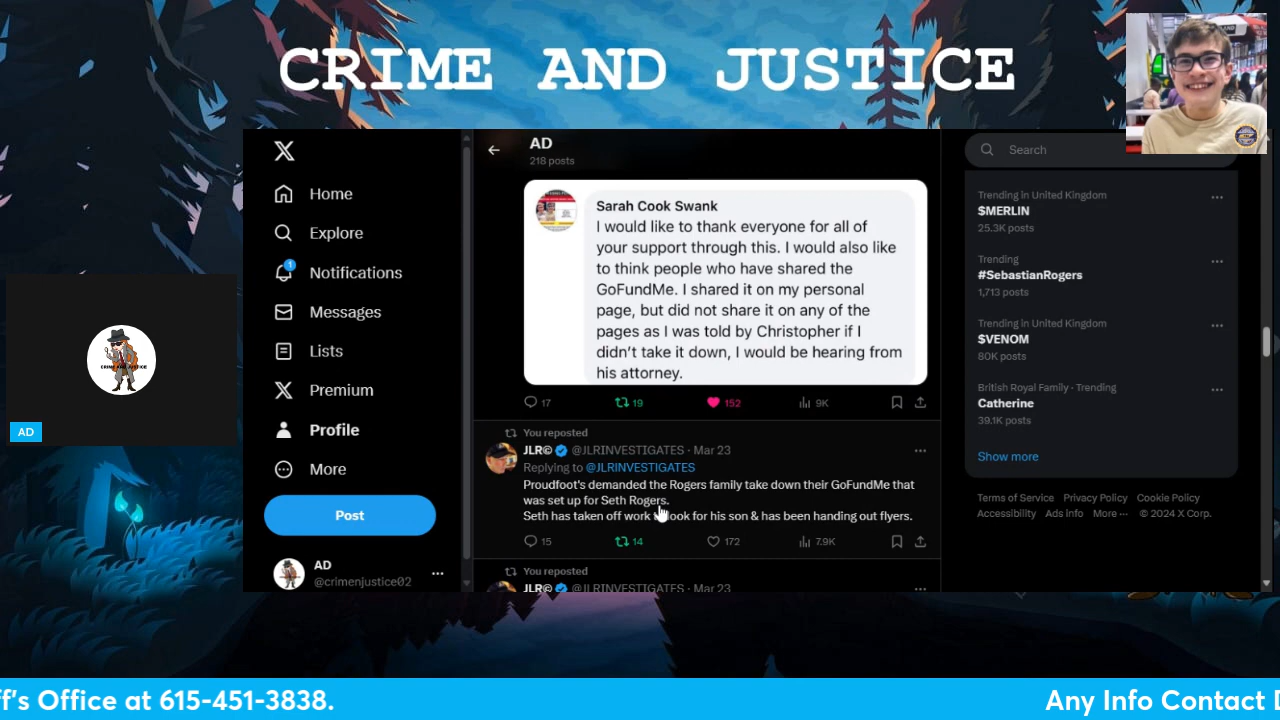 CRIME AND JUSTICE
Home
Explore
1
Notifications
Messages
Lists
Premium
Profile
More
Post
AD
@crimenjustice02
AD
218 posts
Sarah Cook Swank
I would like to thank everyone for all of
your support through this. I would also like
to think people who have shared the
GoFundMe. I shared it on my personal
page, but did not share it on any of the
pages as I was told by Christopher if I
didn't take it down, I would be hearing from
his attorney.
17 19 152 9K
You reposted
JLR© @JLRINVESTIGATES · Mar 23
Replying to @JLRINVESTIGATES
Proudfoot's demanded the Rogers family take down their GoFundMe that
was set up for Seth Rogers.
Seth has taken off work to look for his son & has been handing out flyers.
15 14 172 7.9K
You reposted
JLR© @JLRINVESTIGATES · Mar 23
Search
Trending in United Kingdom
$MERLIN
25.3K posts
Trending
#SebastianRogers
1,713 posts
Trending in United Kingdom
$VENOM
80K posts
British Royal Family · Trending
Catherine
39.1K posts
Show more
Terms of Service Privacy Policy Cookie Policy
Accessibility Ads info More ··· © 2024 X Corp.
CRIME AND JUSTICE
AD
ff's Office at 615-451-3838.
Any Info Contact